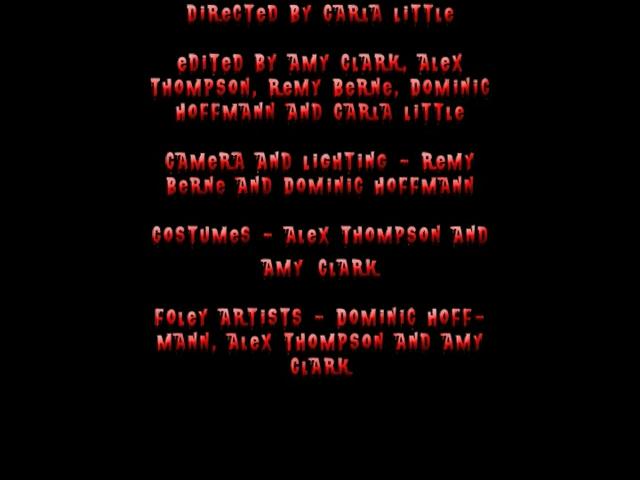 DIRECTED BY CARLA LITTLE
EDITED BY AMY CLARK, ALEX
THOMPSON, REMY BERNE, DOMINIC
HOFFMANN AND CARLA LITTLE
CAMERA AND LIGHTING - REMY
BERNE AND DOMINIC HOFFMANN
COSTUMES - ALEX THOMPSON AND
AMY CLARK
FOLEY ARTISTS - DOMINIC HOFF-
MANN, ALEX THOMPSON AND AMY
CLARK